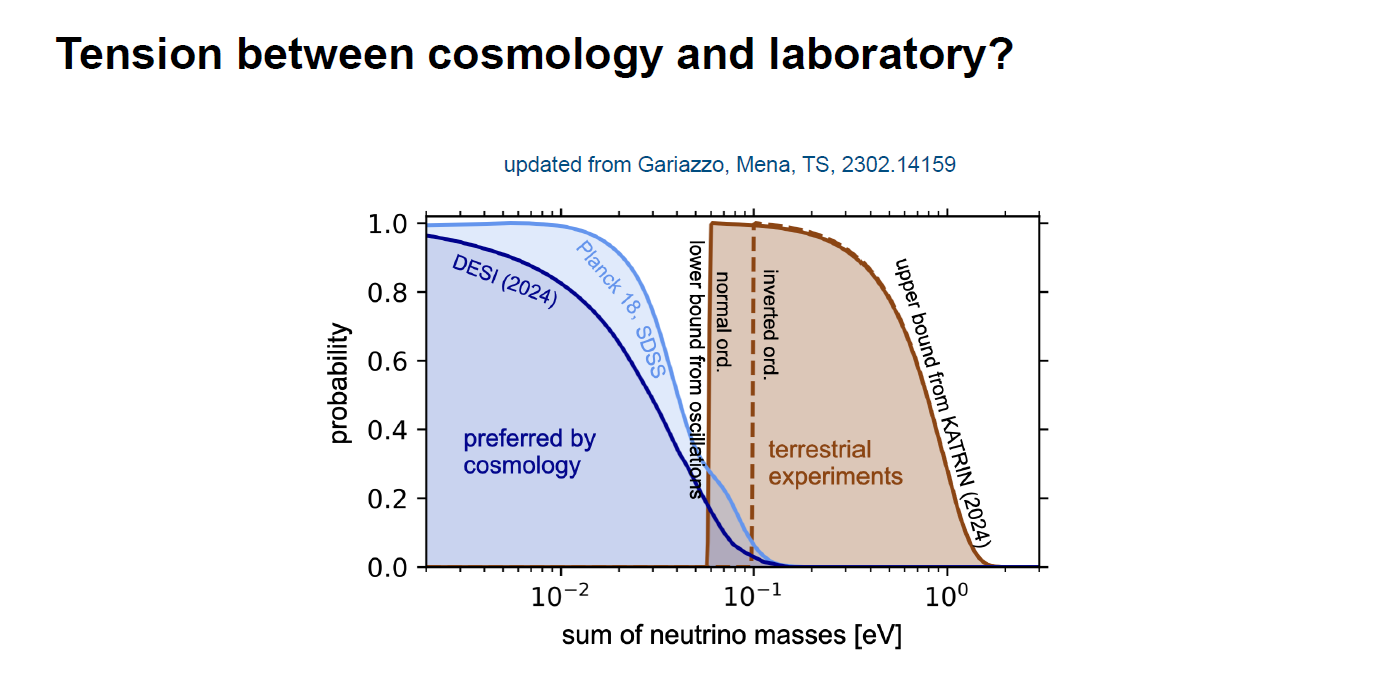 Tension between cosmology and laboratory?
updated from Gariazzo, Mena, TS, 2302.14159
probability
1.0
0.8
0.6
0.4
0.2
0.0
DESI (2024)
Planck 18, SDSS
preferred by
cosmology
lower bound from oscillations
normal ord.
inverted ord.
terrestrial
experiments
upper bound from KATRIN (2024)
10⁻²
10⁻¹
10⁰
sum of neutrino masses [eV]